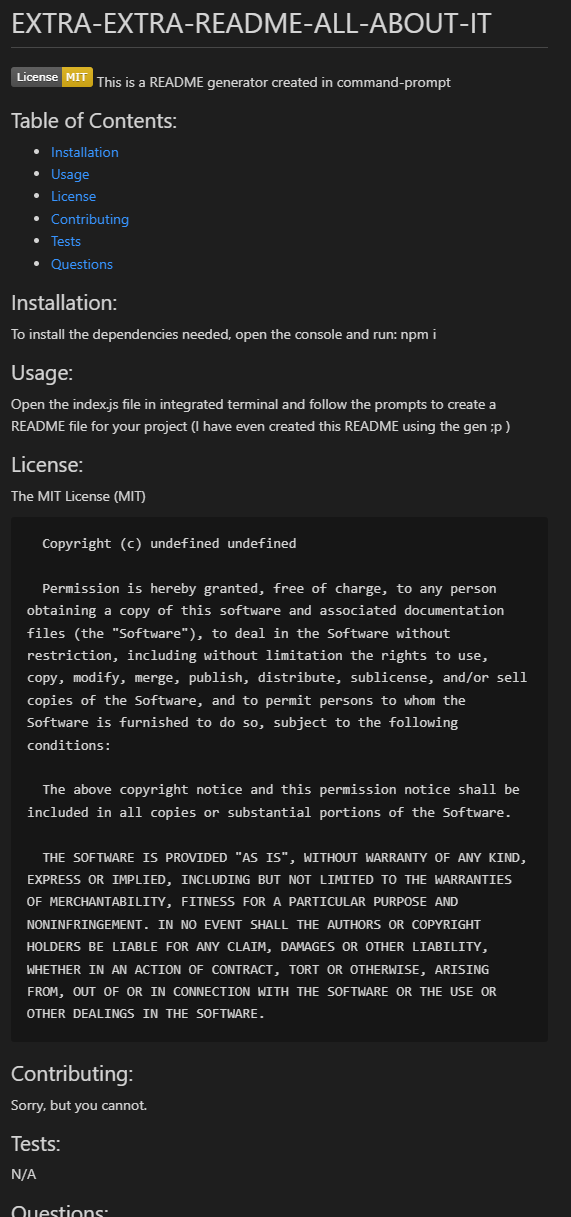 EXTRA-EXTRA-README-ALL-ABOUT-IT
License MIT This is a README generator created in command-prompt
Table of Contents:
Installation
Usage
License
Contributing
Tests
Questions
Installation:
To install the dependencies needed, open the console and run: npm i
Usage:
Open the index.js file in integrated terminal and follow the prompts to create a
README file for your project (I have even created this README using the gen ;p )
License:
The MIT License (MIT)
Copyright (c) undefined undefined
Permission is hereby granted, free of charge, to any person
obtaining a copy of this software and associated documentation
files (the "Software"), to deal in the Software without
restriction, including without limitation the rights to use,
copy, modify, merge, publish, distribute, sublicense, and/or sell
copies of the Software, and to permit persons to whom the
Software is furnished to do so, subject to the following
conditions:
The above copyright notice and this permission notice shall be
included in all copies or substantial portions of the Software.
THE SOFTWARE IS PROVIDED "AS IS", WITHOUT WARRANTY OF ANY KIND,
EXPRESS OR IMPLIED, INCLUDING BUT NOT LIMITED TO THE WARRANTIES
OF MERCHANTABILITY, FITNESS FOR A PARTICULAR PURPOSE AND
NONINFRINGEMENT. IN NO EVENT SHALL THE AUTHORS OR COPYRIGHT
HOLDERS BE LIABLE FOR ANY CLAIM, DAMAGES OR OTHER LIABILITY,
WHETHER IN AN ACTION OF CONTRACT, TORT OR OTHERWISE, ARISING
FROM, OUT OF OR IN CONNECTION WITH THE SOFTWARE OR THE USE OR
OTHER DEALINGS IN THE SOFTWARE.
Contributing:
Sorry, but you cannot.
Tests:
N/A
Questions: